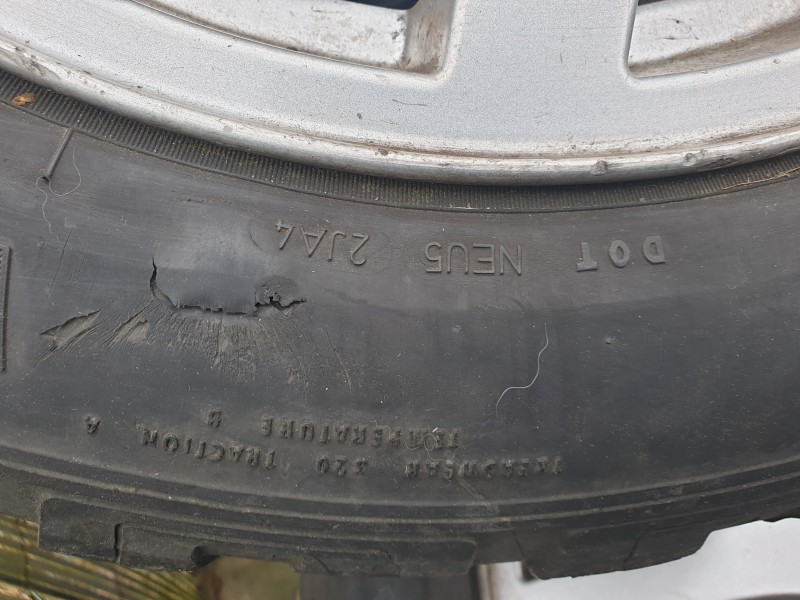 DOT NEU5 2JA4
TREADWEAR 320 TRACTION A
TEMPERATURE B